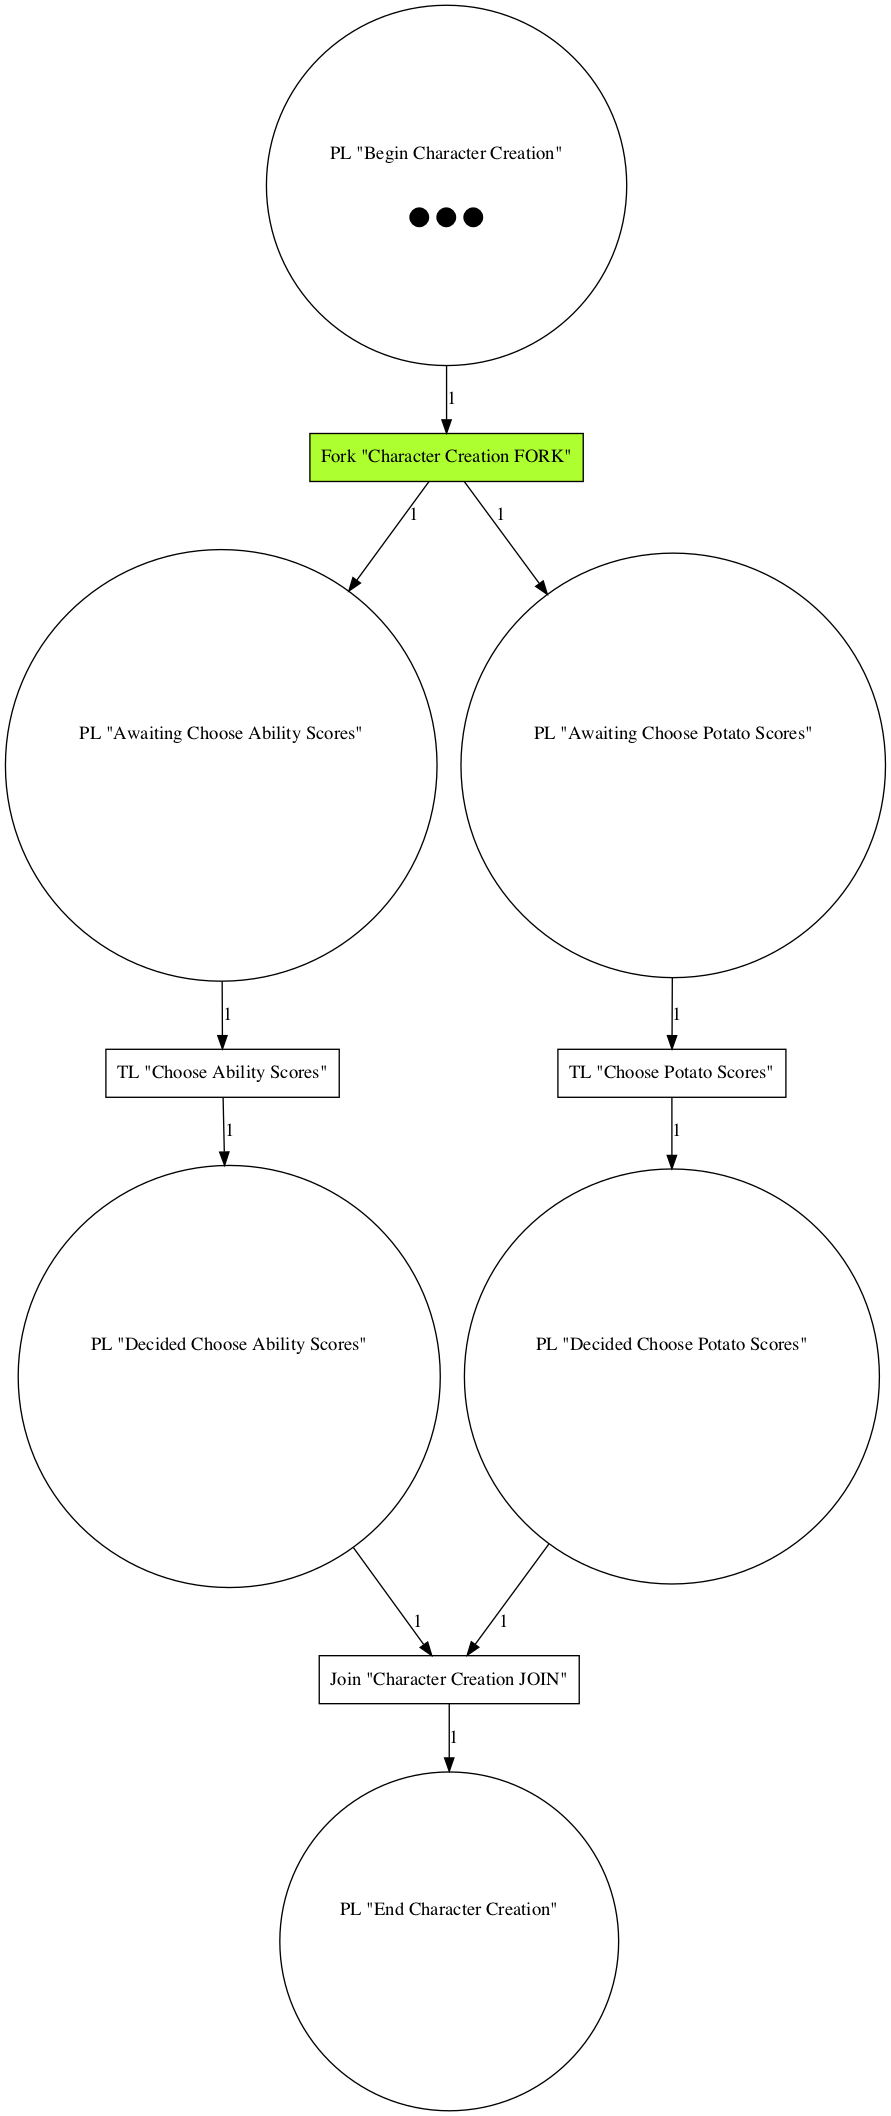 PL "Begin Character Creation"
1
Fork "Character Creation FORK"
1
1
PL "Awaiting Choose Ability Scores"
PL "Awaiting Choose Potato Scores"
1
1
TL "Choose Ability Scores"
TL "Choose Potato Scores"
1
1
PL "Decided Choose Ability Scores"
PL "Decided Choose Potato Scores"
1
1
Join "Character Creation JOIN"
1
PL "End Character Creation"